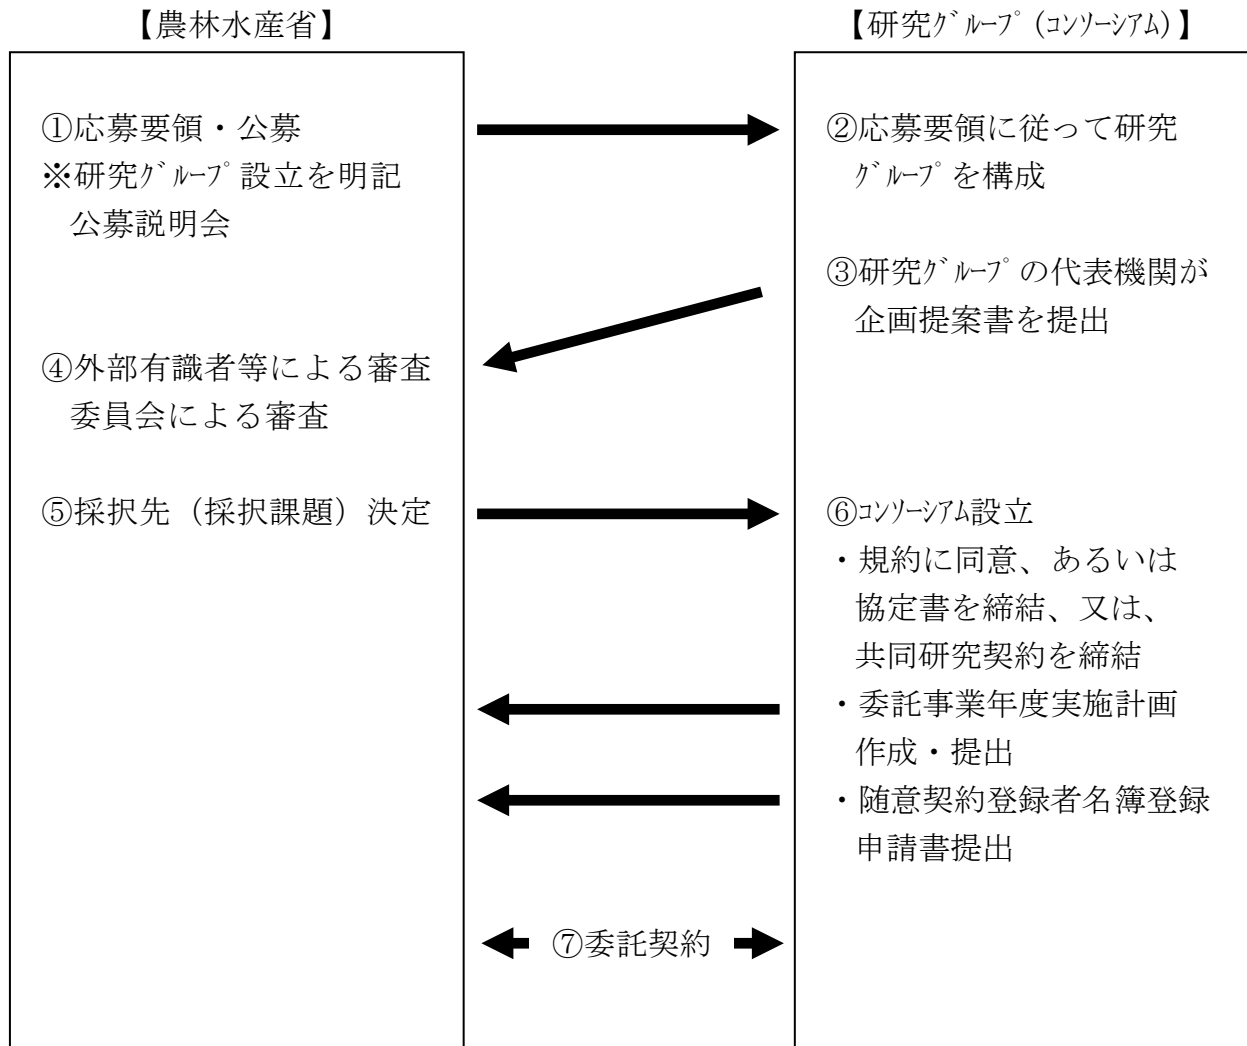 【農林水産省】
①応募要領・公募
※研究ｸﾞﾙｰﾌﾟ設立を明記
公募説明会
④外部有識者等による審査
委員会による審査
⑤採択先（採択課題）決定
【研究ｸﾞﾙｰﾌﾟ(ｺﾝｿｰｼｱﾑ)】
②応募要領に従って研究
ｸﾞﾙｰﾌﾟを構成
③研究ｸﾞﾙｰﾌﾟの代表機関が
企画提案書を提出
⑥ｺﾝｿｰｼｱﾑ設立
・規約に同意、あるいは
協定書を締結、又は、
共同研究契約を締結
・委託事業年度実施計画
作成・提出
・随意契約登録者名簿登録
申請書提出
⑦委託契約